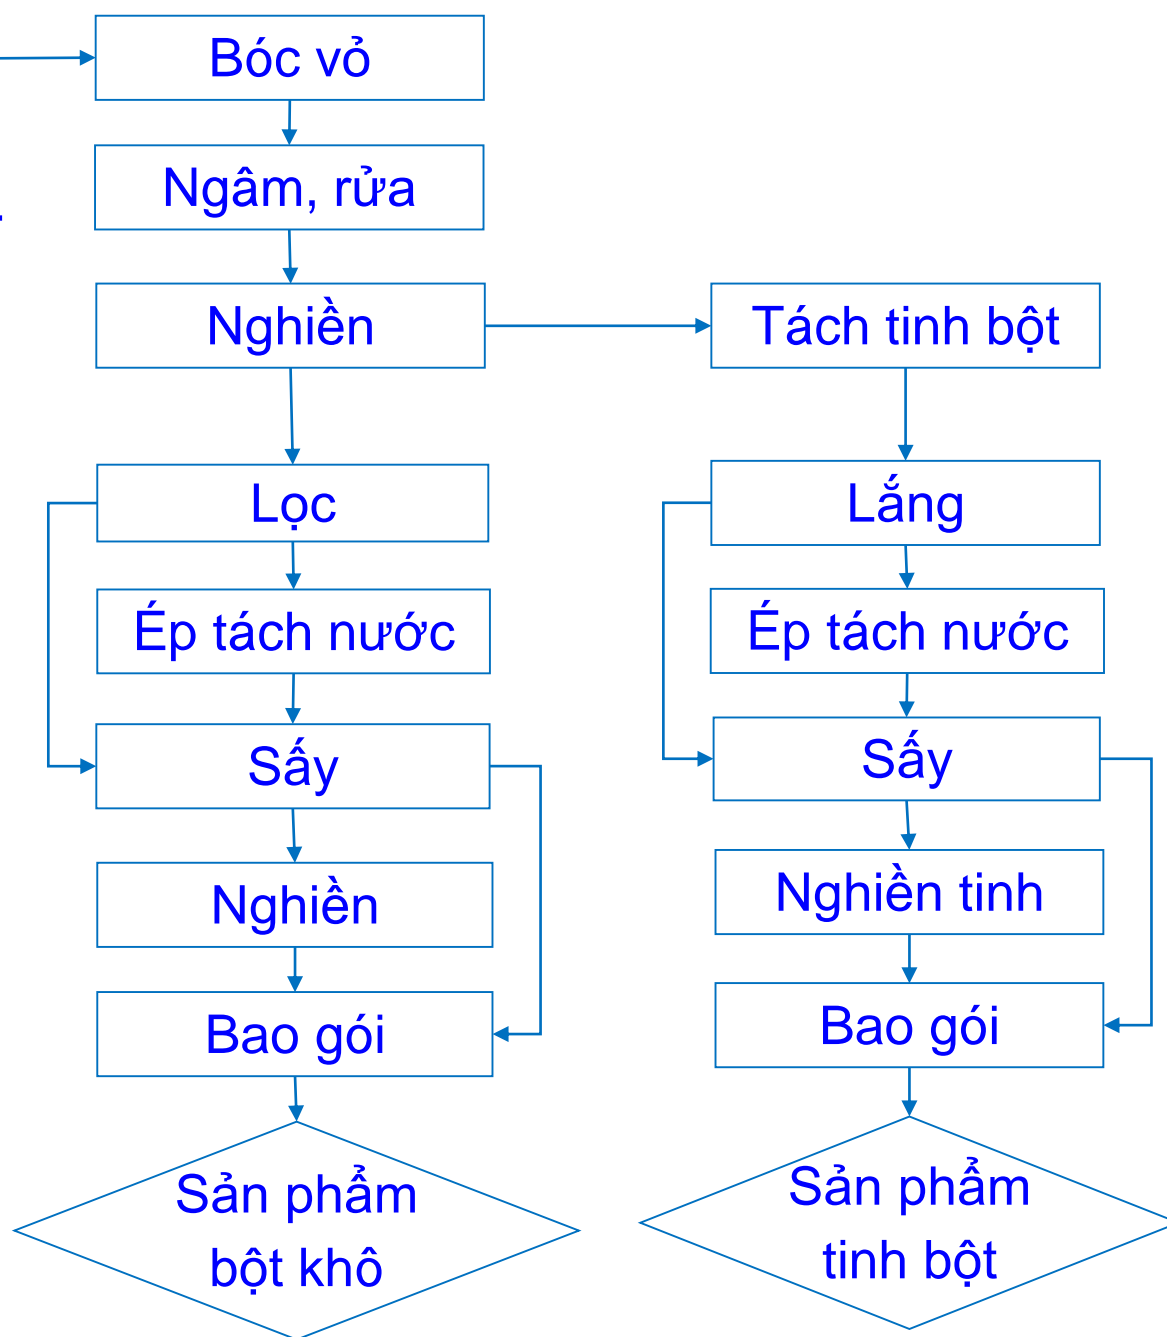 Bóc vỏ
Ngâm, rửa
Nghiền
Lọc
Ép tách nước
Sấy
Nghiền
Bao gói
Sản phẩm
bột khô
Tách tinh bột
Lắng
Ép tách nước
Sấy
Nghiền tinh
Bao gói
Sản phẩm
tinh bột